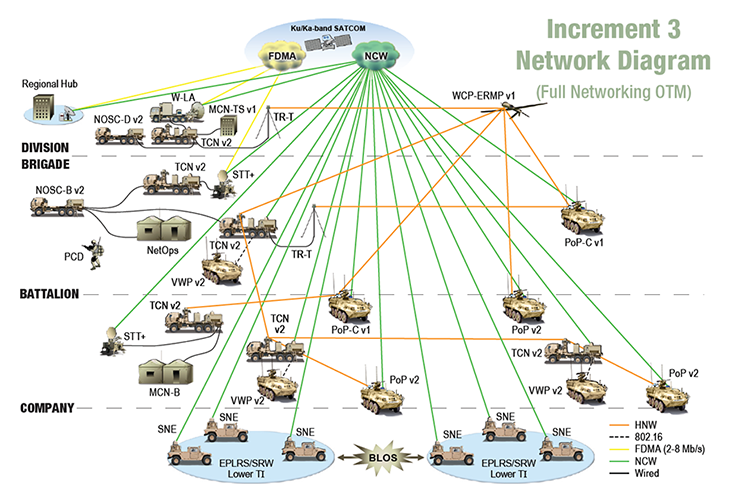 Increment 3
Network Diagram
(Full Networking OTM)
Ku/Ka-band SATCOM
FDMA
NCW
Regional Hub
W-LA
MCN-TS v1
NOSC-D v2
TCN v2
TR-T
WCP-ERMP v1
DIVISION
BRIGADE
TCN v2
STT+
NOSC-B v2
NetOps
TCN v2
TR-T
PoP-C v1
PCD
VWP v2
BATTALION
TCN v2
PoP-C v1
PoP v2
STT+
TCN
v2
TCN v2
MCN-B
VWP v2
PoP v2
VWP v2
PoP v2
COMPANY
SNE
SNE
SNE
EPLRS/SRW
Lower TI
BLOS
SNE
SNE
SNE
EPLRS/SRW
Lower TI
HNW
802.16
FDMA (2-8 Mb/s)
NCW
Wired